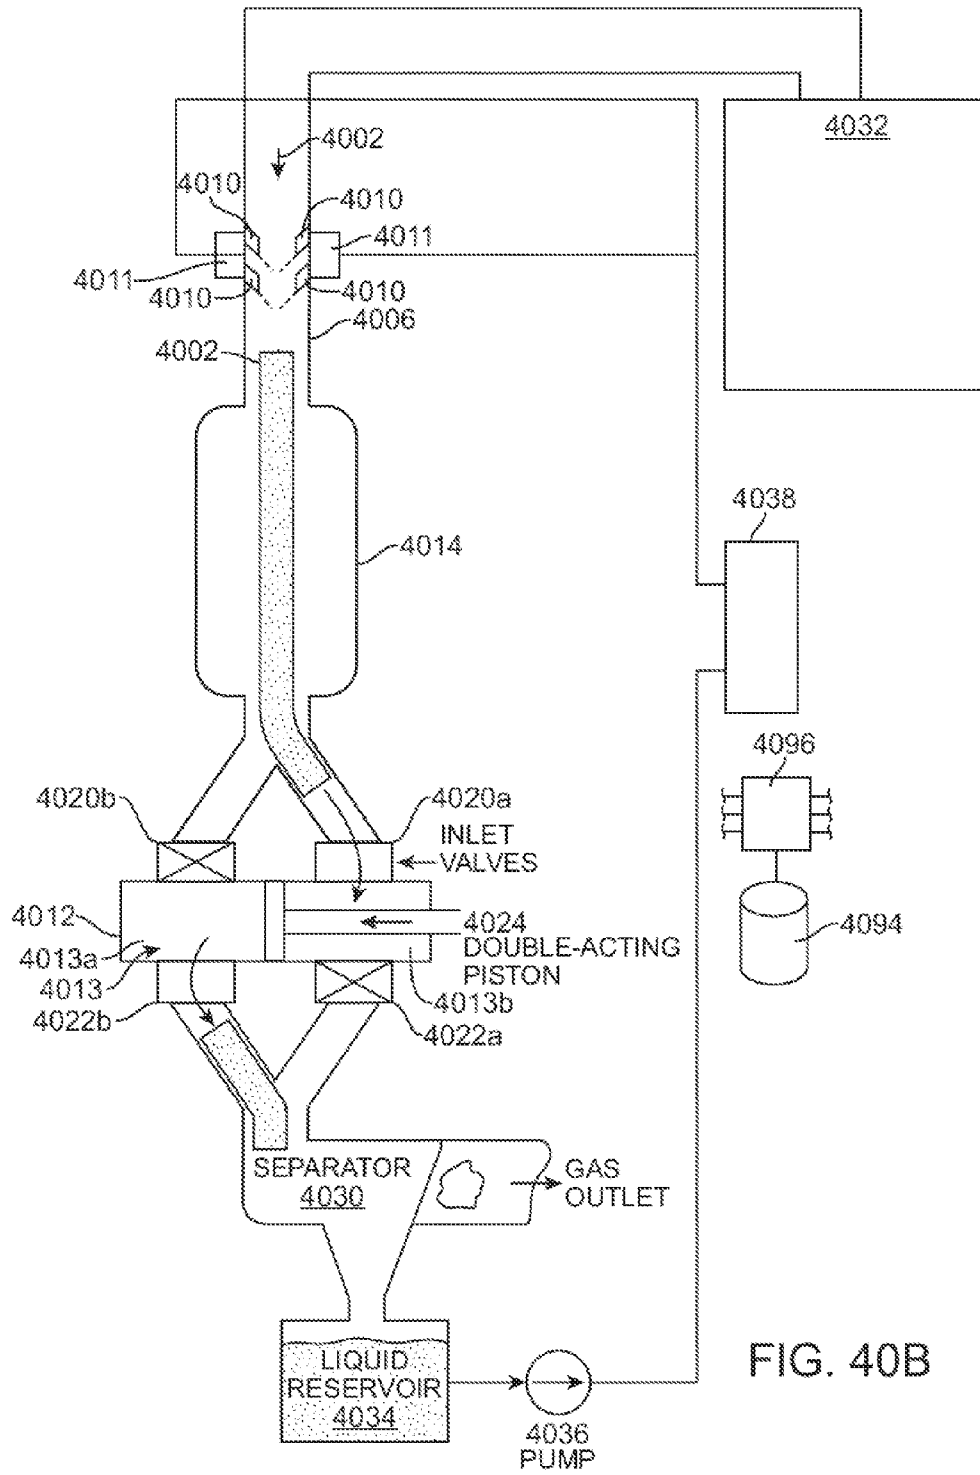 4032
4002
4010
4010
4011
4011
4010
4010
4006
4002
4038
4014
4096
4020b
4020a
INLET
VALVES
4012
4024
DOUBLE-ACTING
PISTON
4094
4013a
4013
4013b
4022b
4022a
SEPARATOR
4030
GAS
OUTLET
LIQUID
RESERVOIR
4034
4036
PUMP
FIG. 40B